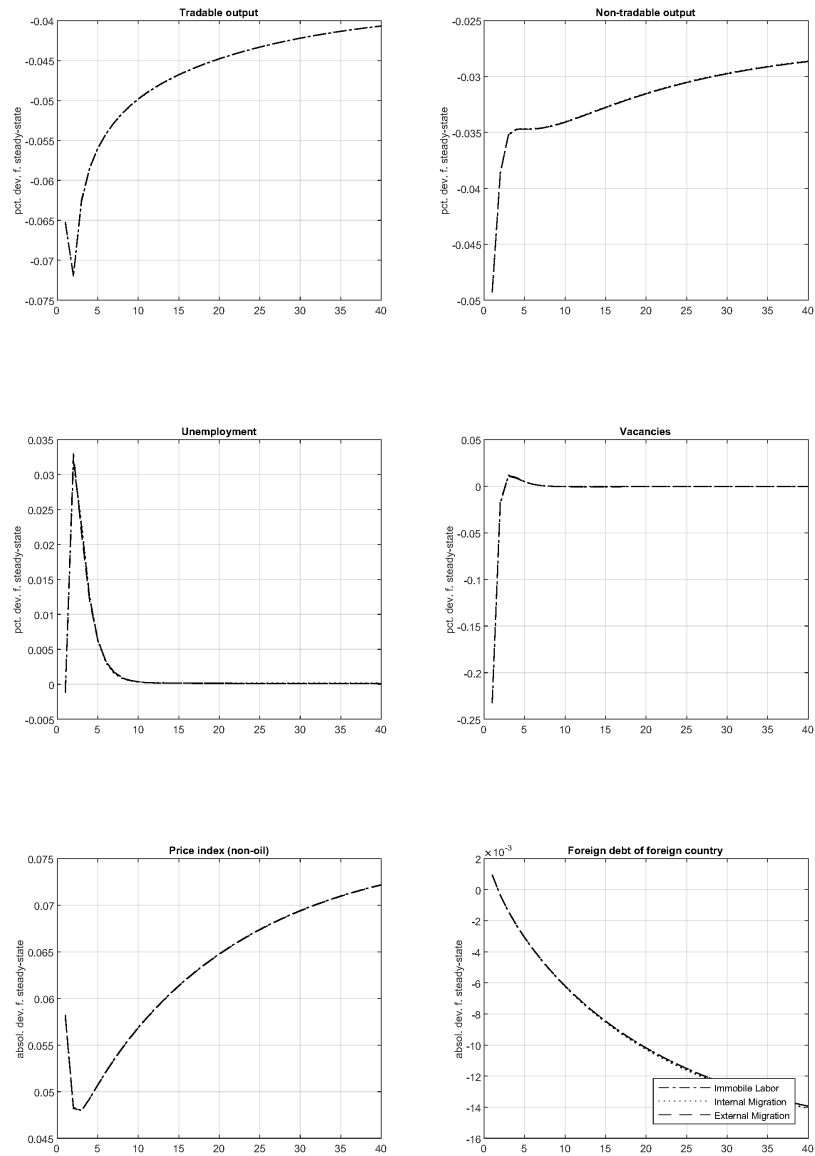 Tradable output
-0.04
-0.045
-0.05
-0.055
-0.06
-0.065
-0.07
-0.075
pct. dev. f. steady-state
0 5 10 15 20 25 30 35 40
Non-tradable output
-0.025
-0.03
-0.035
-0.04
-0.045
-0.05
pct. dev. f. steady-state
0 5 10 15 20 25 30 35 40
Unemployment
0.035
0.03
0.025
0.02
0.015
0.01
0.005
0
-0.005
pct. dev. f. steady-state
0 5 10 15 20 25 30 35 40
Vacancies
0.05
0
-0.05
-0.1
-0.15
-0.2
-0.25
pct. dev. f. steady-state
0 5 10 15 20 25 30 35 40
Price index (non-oil)
0.075
0.07
0.065
0.06
0.055
0.05
0.045
absol. dev. f. steady-state
0 5 10 15 20 25 30 35 40
Foreign debt of foreign country
×10⁻³
2
0
-2
-4
-6
-8
-10
-12
-14
-16
absol. dev. f. steady-state
Immobile Labor
Internal Migration
External Migration
0 5 10 15 20 25 30 35 40